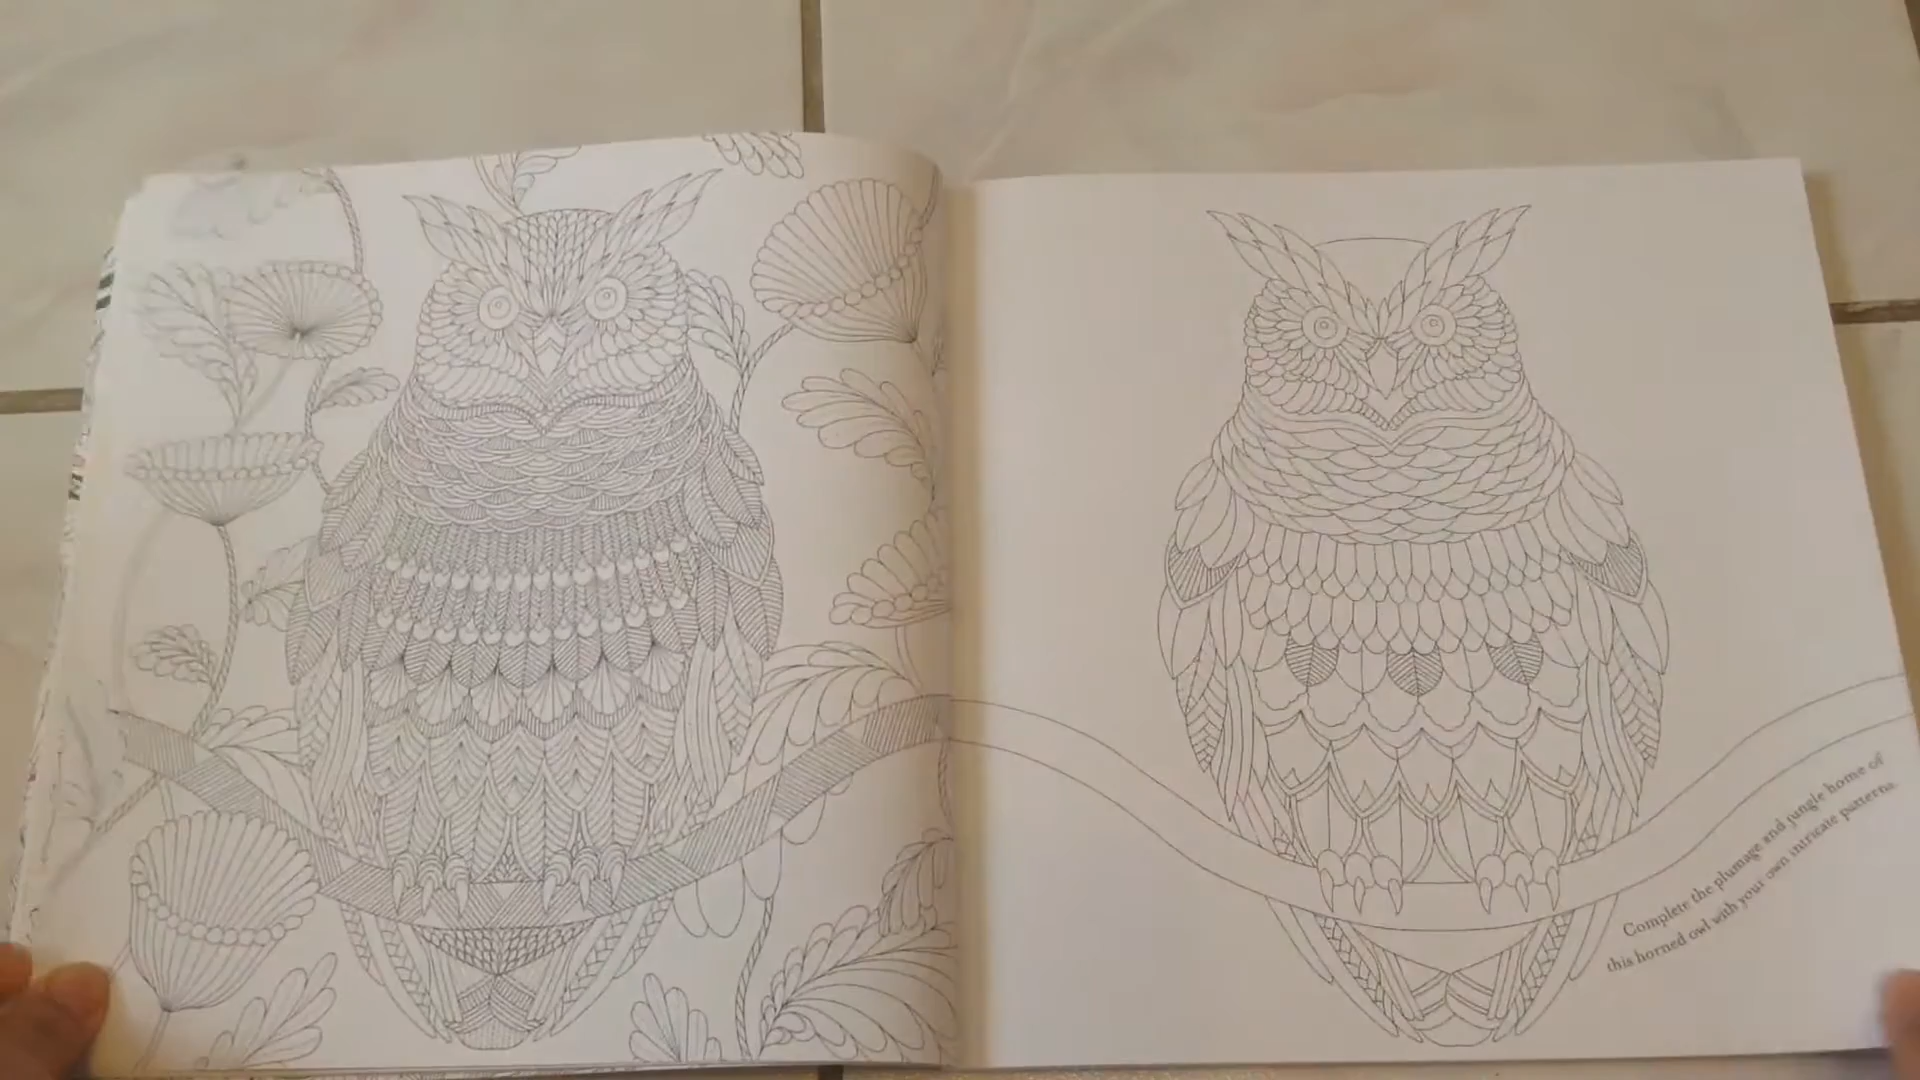 Complete the plumage and jungle home of
this horned owl with your own intricate patterns.